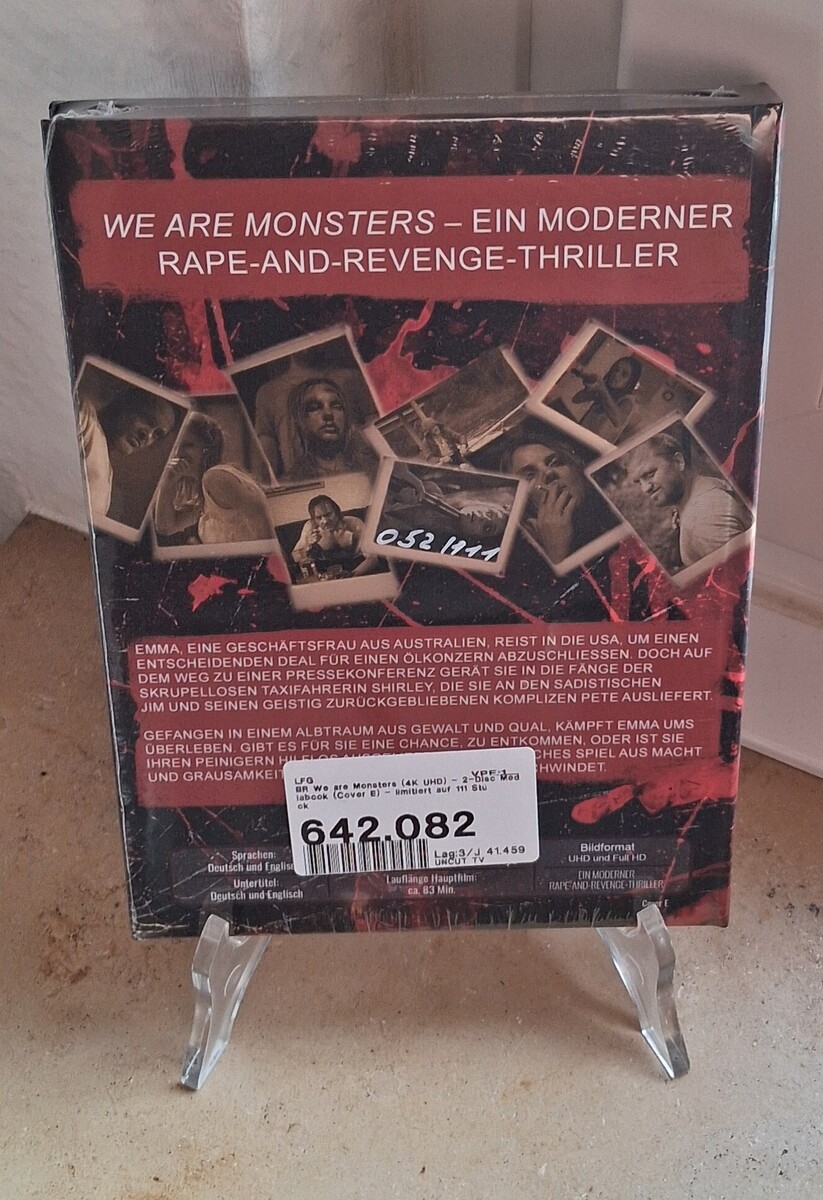 WE ARE MONSTERS – EIN MODERNER
RAPE-AND-REVENGE-THRILLER
052/111
EMMA, EINE GESCHÄFTSFRAU AUS AUSTRALIEN, REIST IN DIE USA, UM EINEN
ENTSCHEIDENDEN DEAL FÜR EINEN ÖLKONZERN ABZUSCHLIESSEN. DOCH AUF
DEM WEG ZU EINER PRESSEKONFERENZ GERÄT SIE IN DIE FÄNGE DER
SKRUPELLOSEN TAXIFAHRERIN SHIRLEY, DIE SIE AN DEN SADISTISCHEN
JIM UND SEINEN GEISTIG ZURÜCKGEBLIEBENEN KOMPLIZEN PETE AUSLIEFERT.
GEFANGEN IN EINEM ALBTRAUM AUS GEWALT UND QUAL, KÄMPFT EMMA UMS
ÜBERLEBEN. GIBT ES FÜR SIE EINE CHANCE, ZU ENTKOMMEN, ODER IST SIE
IHREN PEINIGERN SPIEL AUS MACHT
UND GRAUSAMKEIT
LFG VPE:1
BR We are Monsters (4K UHD) – 2-Disc Med
iabook (Cover E) – limitiert auf 111 Stü
ck
642.082
Lag:3/J 41.459
UNCUT TV
Sprachen:
Deutsch und Englisch
Untertitel:
Deutsch und Englisch
Lauflänge Hauptfilm:
ca. 83 Min.
Bildformat
UHD und Full HD
EIN MODERNER
RAPE-AND-REVENGE-THRILLER
Cover E